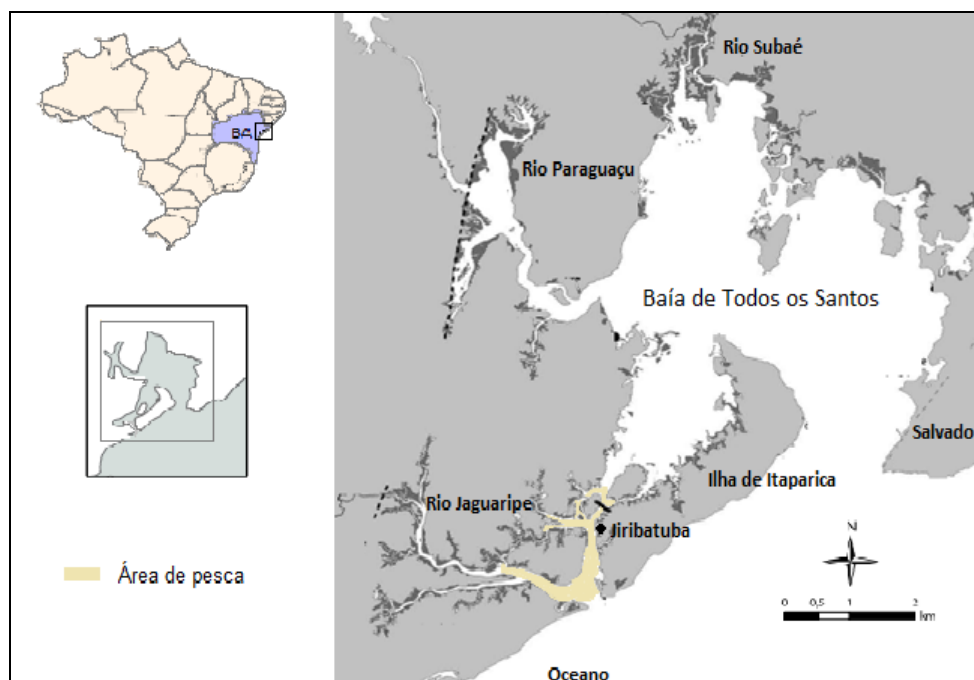 BA
Área de pesca
Rio Subaé
Rio Paraguaçu
Baía de Todos os Santos
Salvado
Ilha de Itaparica
Rio Jaguaripe
Jiribatuba
N
0 0,5 1 2
km
Oceano